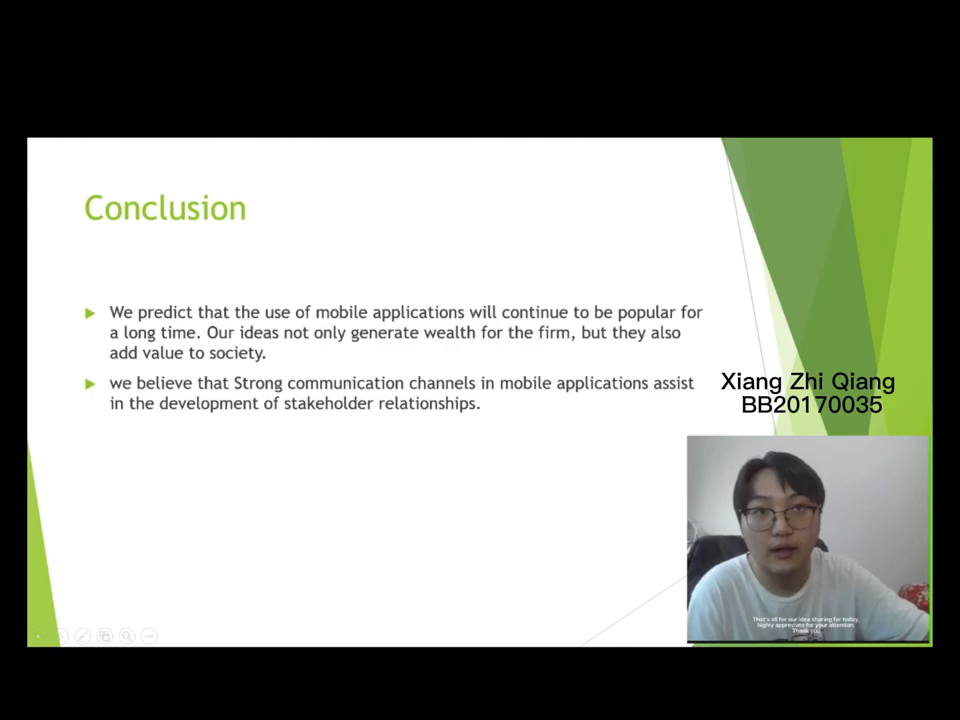 Conclusion
We predict that the use of mobile applications will continue to be popular for
a long time. Our ideas not only generate wealth for the firm, but they also
add value to society.
we believe that Strong communication channels in mobile applications assist
in the development of stakeholder relationships.
Xiang Zhi Qiang
BB20170035
That's all for our idea sharing for today,
highly appreciate for your attention.
Thank you.